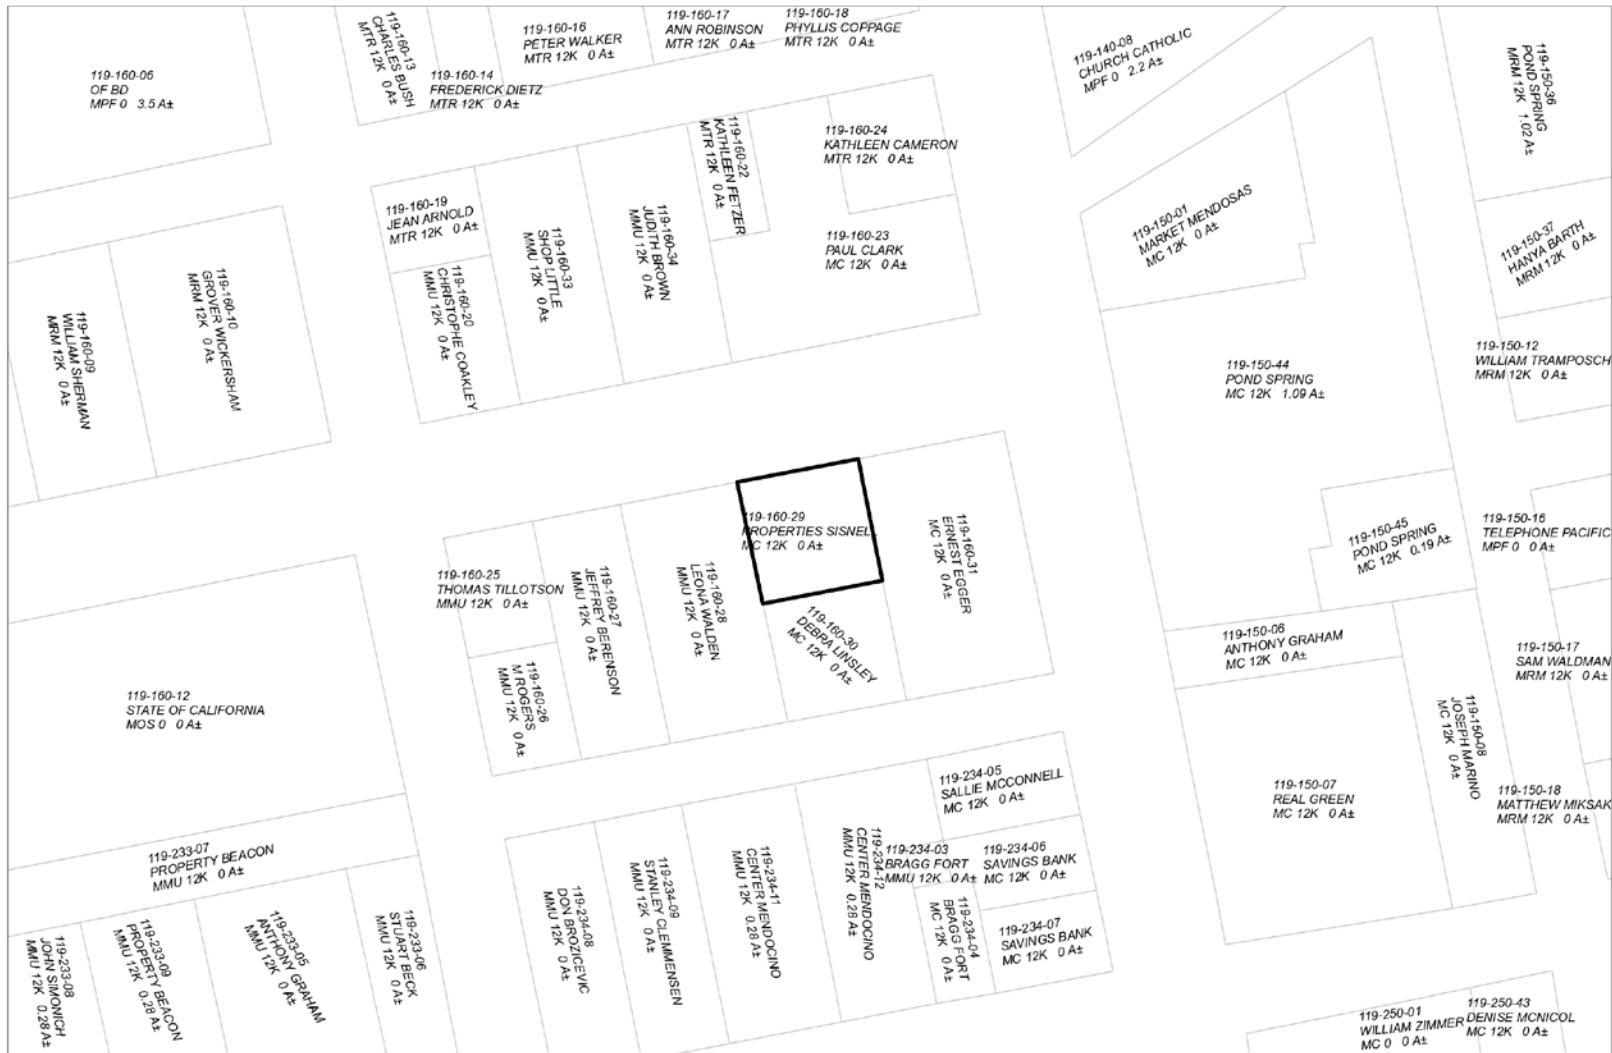 119-160-06
OF BD
MPF 0 3.5 A±
119-160-13
CHARLES BUSH
MTR 12K 0 A±
119-160-14
FREDERICK DIETZ
MTR 12K 0 A±
119-160-16
PETER WALKER
MTR 12K 0 A±
119-160-17
ANN ROBINSON
MTR 12K 0 A±
119-160-18
PHYLLIS COPPAGE
MTR 12K 0 A±
119-140-08
CHURCH CATHOLIC
MPF 0 2.2 A±
119-150-36
POND SPRING
MRM 12K 1.02 A±
119-160-19
JEAN ARNOLD
MTR 12K 0 A±
119-160-22
KATHLEEN FETZER
MTR 12K 0 A±
119-160-24
KATHLEEN CAMERON
MTR 12K 0 A±
119-160-23
PAUL CLARK
MC 12K 0 A±
119-150-01
MARKET MENDOSAS
MC 12K 0 A±
119-150-37
HANYA BARTH
MRM 12K 0 A±
119-160-09
WILLIAM SHERMAN
MRM 12K 0 A±
119-160-10
GROVER WICKERSHAM
MRM 12K 0 A±
119-160-20
CHRISTOPHE COAKLEY
MMU 12K 0 A±
119-160-33
SHOP LITTLE
MMU 12K 0 A±
119-160-34
JUDITH BROWN
MMU 12K 0 A±
119-150-44
POND SPRING
MC 12K 1.09 A±
119-150-12
WILLIAM TRAMPOSCH
MRM 12K 0 A±
119-160-25
THOMAS TILLOTSON
MMU 12K 0 A±
119-160-26
M ROGERS
MMU 12K 0 A±
119-160-27
JEFFREY BERENSON
MMU 12K 0 A±
119-160-28
LEONA WALDEN
MMU 12K 0 A±
119-160-29
PROPERTIES SISNEL
MC 12K 0 A±
119-160-30
DEBRA LINSLEY
MC 12K 0 A±
119-160-31
ERNEST EGGER
MC 12K 0 A±
119-150-45
POND SPRING
MC 12K 0.19 A±
119-150-16
TELEPHONE PACIFIC
MPF 0 0 A±
119-150-06
ANTHONY GRAHAM
MC 12K 0 A±
119-150-17
SAM WALDMAN
MRM 12K 0 A±
119-160-12
STATE OF CALIFORNIA
MOS 0 0 A±
119-150-07
REAL GREEN
MC 12K 0 A±
119-150-08
JOSEPH MARINO
MC 12K 0 A±
119-150-18
MATTHEW MIKSAK
MRM 12K 0 A±
119-233-07
PROPERTY BEACON
MMU 12K 0 A±
119-234-05
SALLIE MCCONNELL
MC 12K 0 A±
119-234-03
BRAGG FORT
MMU 12K 0 A±
119-234-06
SAVINGS BANK
MC 12K 0 A±
119-234-04
BRAGG FORT
MC 12K 0 A±
119-234-07
SAVINGS BANK
MC 12K 0 A±
119-233-08
JOHN SIMONICH
MMU 12K 0.28 A±
119-233-09
PROPERTY BEACON
MMU 12K 0.28 A±
119-233-05
ANTHONY GRAHAM
MMU 12K 0 A±
119-233-06
STUART BECK
MMU 12K 0 A±
119-234-08
DON BROZICEVIC
MMU 12K 0 A±
119-234-09
STANLEY CLEMMENSEN
MMU 12K 0 A±
119-234-11
CENTER MENDOCINO
MMU 12K 0.28 A±
119-234-12
CENTER MENDOCINO
MMU 12K 0.28 A±
119-250-01
WILLIAM ZIMMER
MC 0 0 A±
119-250-43
DENISE MCNICOL
MC 12K 0 A±